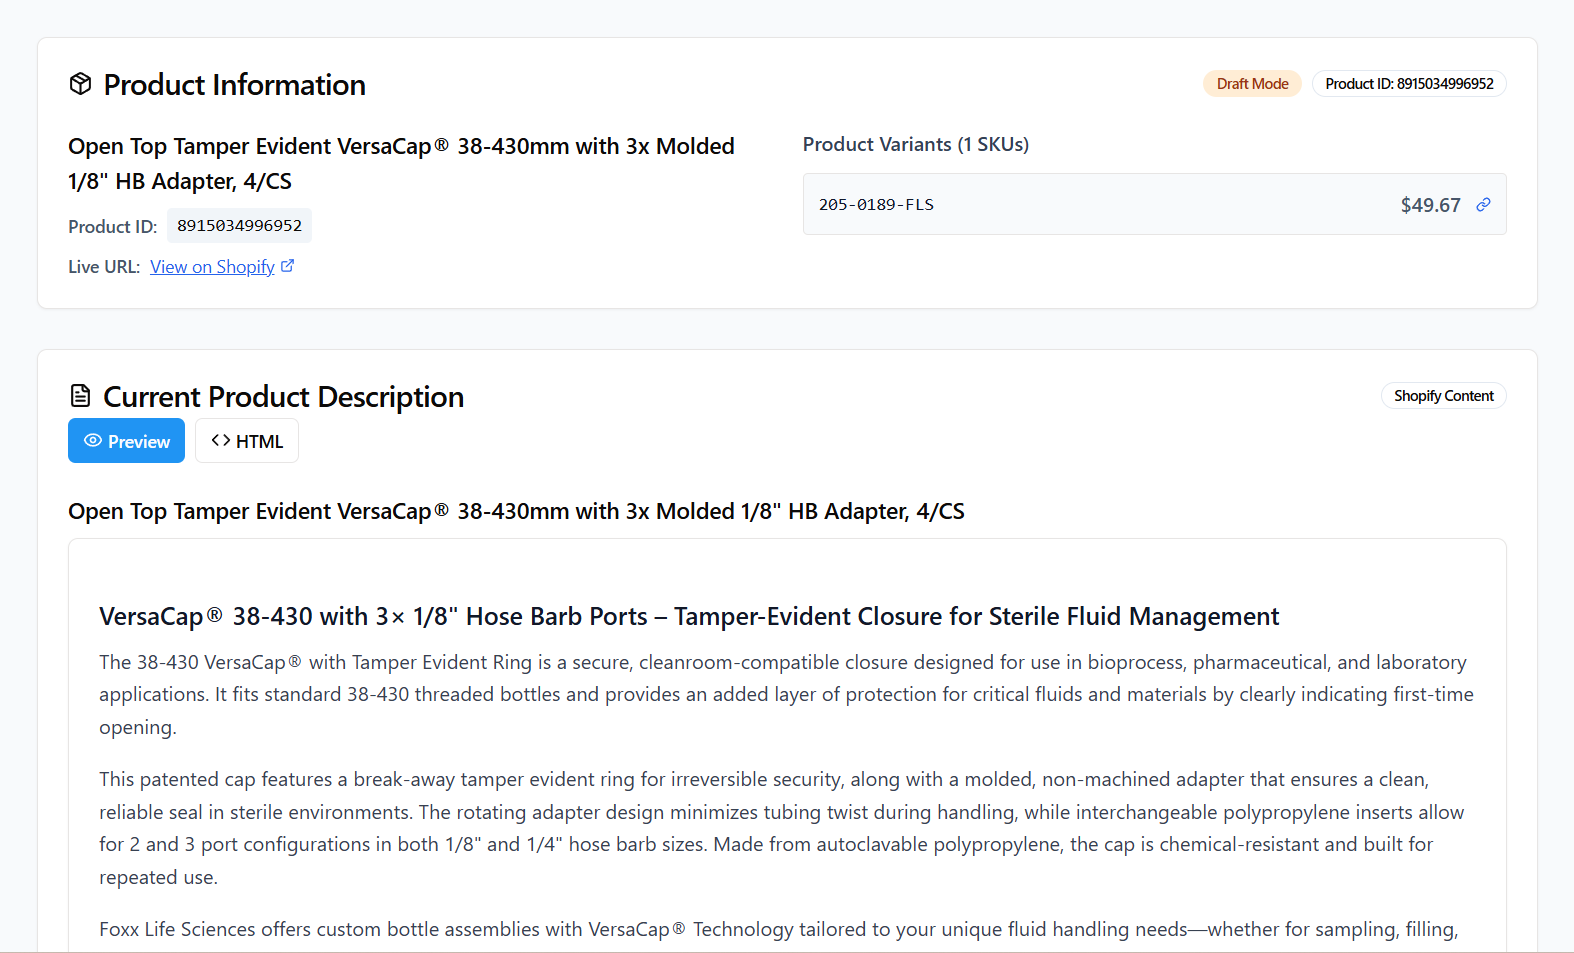 Product Information
Draft Mode
Product ID: 8915034996952
Open Top Tamper Evident VersaCap® 38-430mm with 3x Molded
1/8" HB Adapter, 4/CS
Product ID: 8915034996952
Live URL: View on Shopify
Product Variants (1 SKUs)
205-0189-FLS
$49.67
Current Product Description
Shopify Content
Preview
<> HTML
Open Top Tamper Evident VersaCap® 38-430mm with 3x Molded 1/8" HB Adapter, 4/CS
VersaCap® 38-430 with 3× 1/8" Hose Barb Ports – Tamper-Evident Closure for Sterile Fluid Management
The 38-430 VersaCap® with Tamper Evident Ring is a secure, cleanroom-compatible closure designed for use in bioprocess, pharmaceutical, and laboratory
applications. It fits standard 38-430 threaded bottles and provides an added layer of protection for critical fluids and materials by clearly indicating first-time
opening.
This patented cap features a break-away tamper evident ring for irreversible security, along with a molded, non-machined adapter that ensures a clean,
reliable seal in sterile environments. The rotating adapter design minimizes tubing twist during handling, while interchangeable polypropylene inserts allow
for 2 and 3 port configurations in both 1/8" and 1/4" hose barb sizes. Made from autoclavable polypropylene, the cap is chemical-resistant and built for
repeated use.
Foxx Life Sciences offers custom bottle assemblies with VersaCap® Technology tailored to your unique fluid handling needs—whether for sampling, filling,